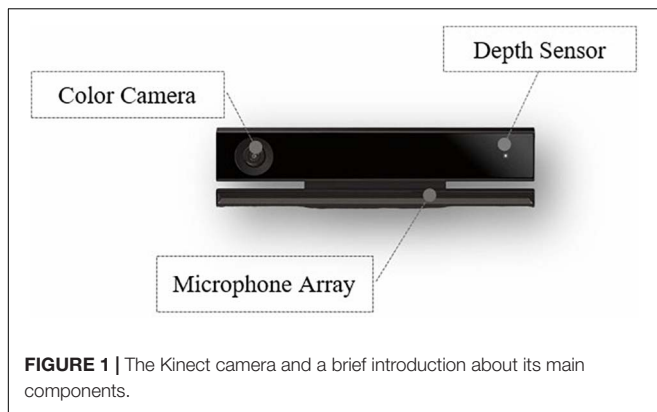 Depth Sensor
Color Camera
Microphone Array
FIGURE 1 | The Kinect camera and a brief introduction about its main
components.